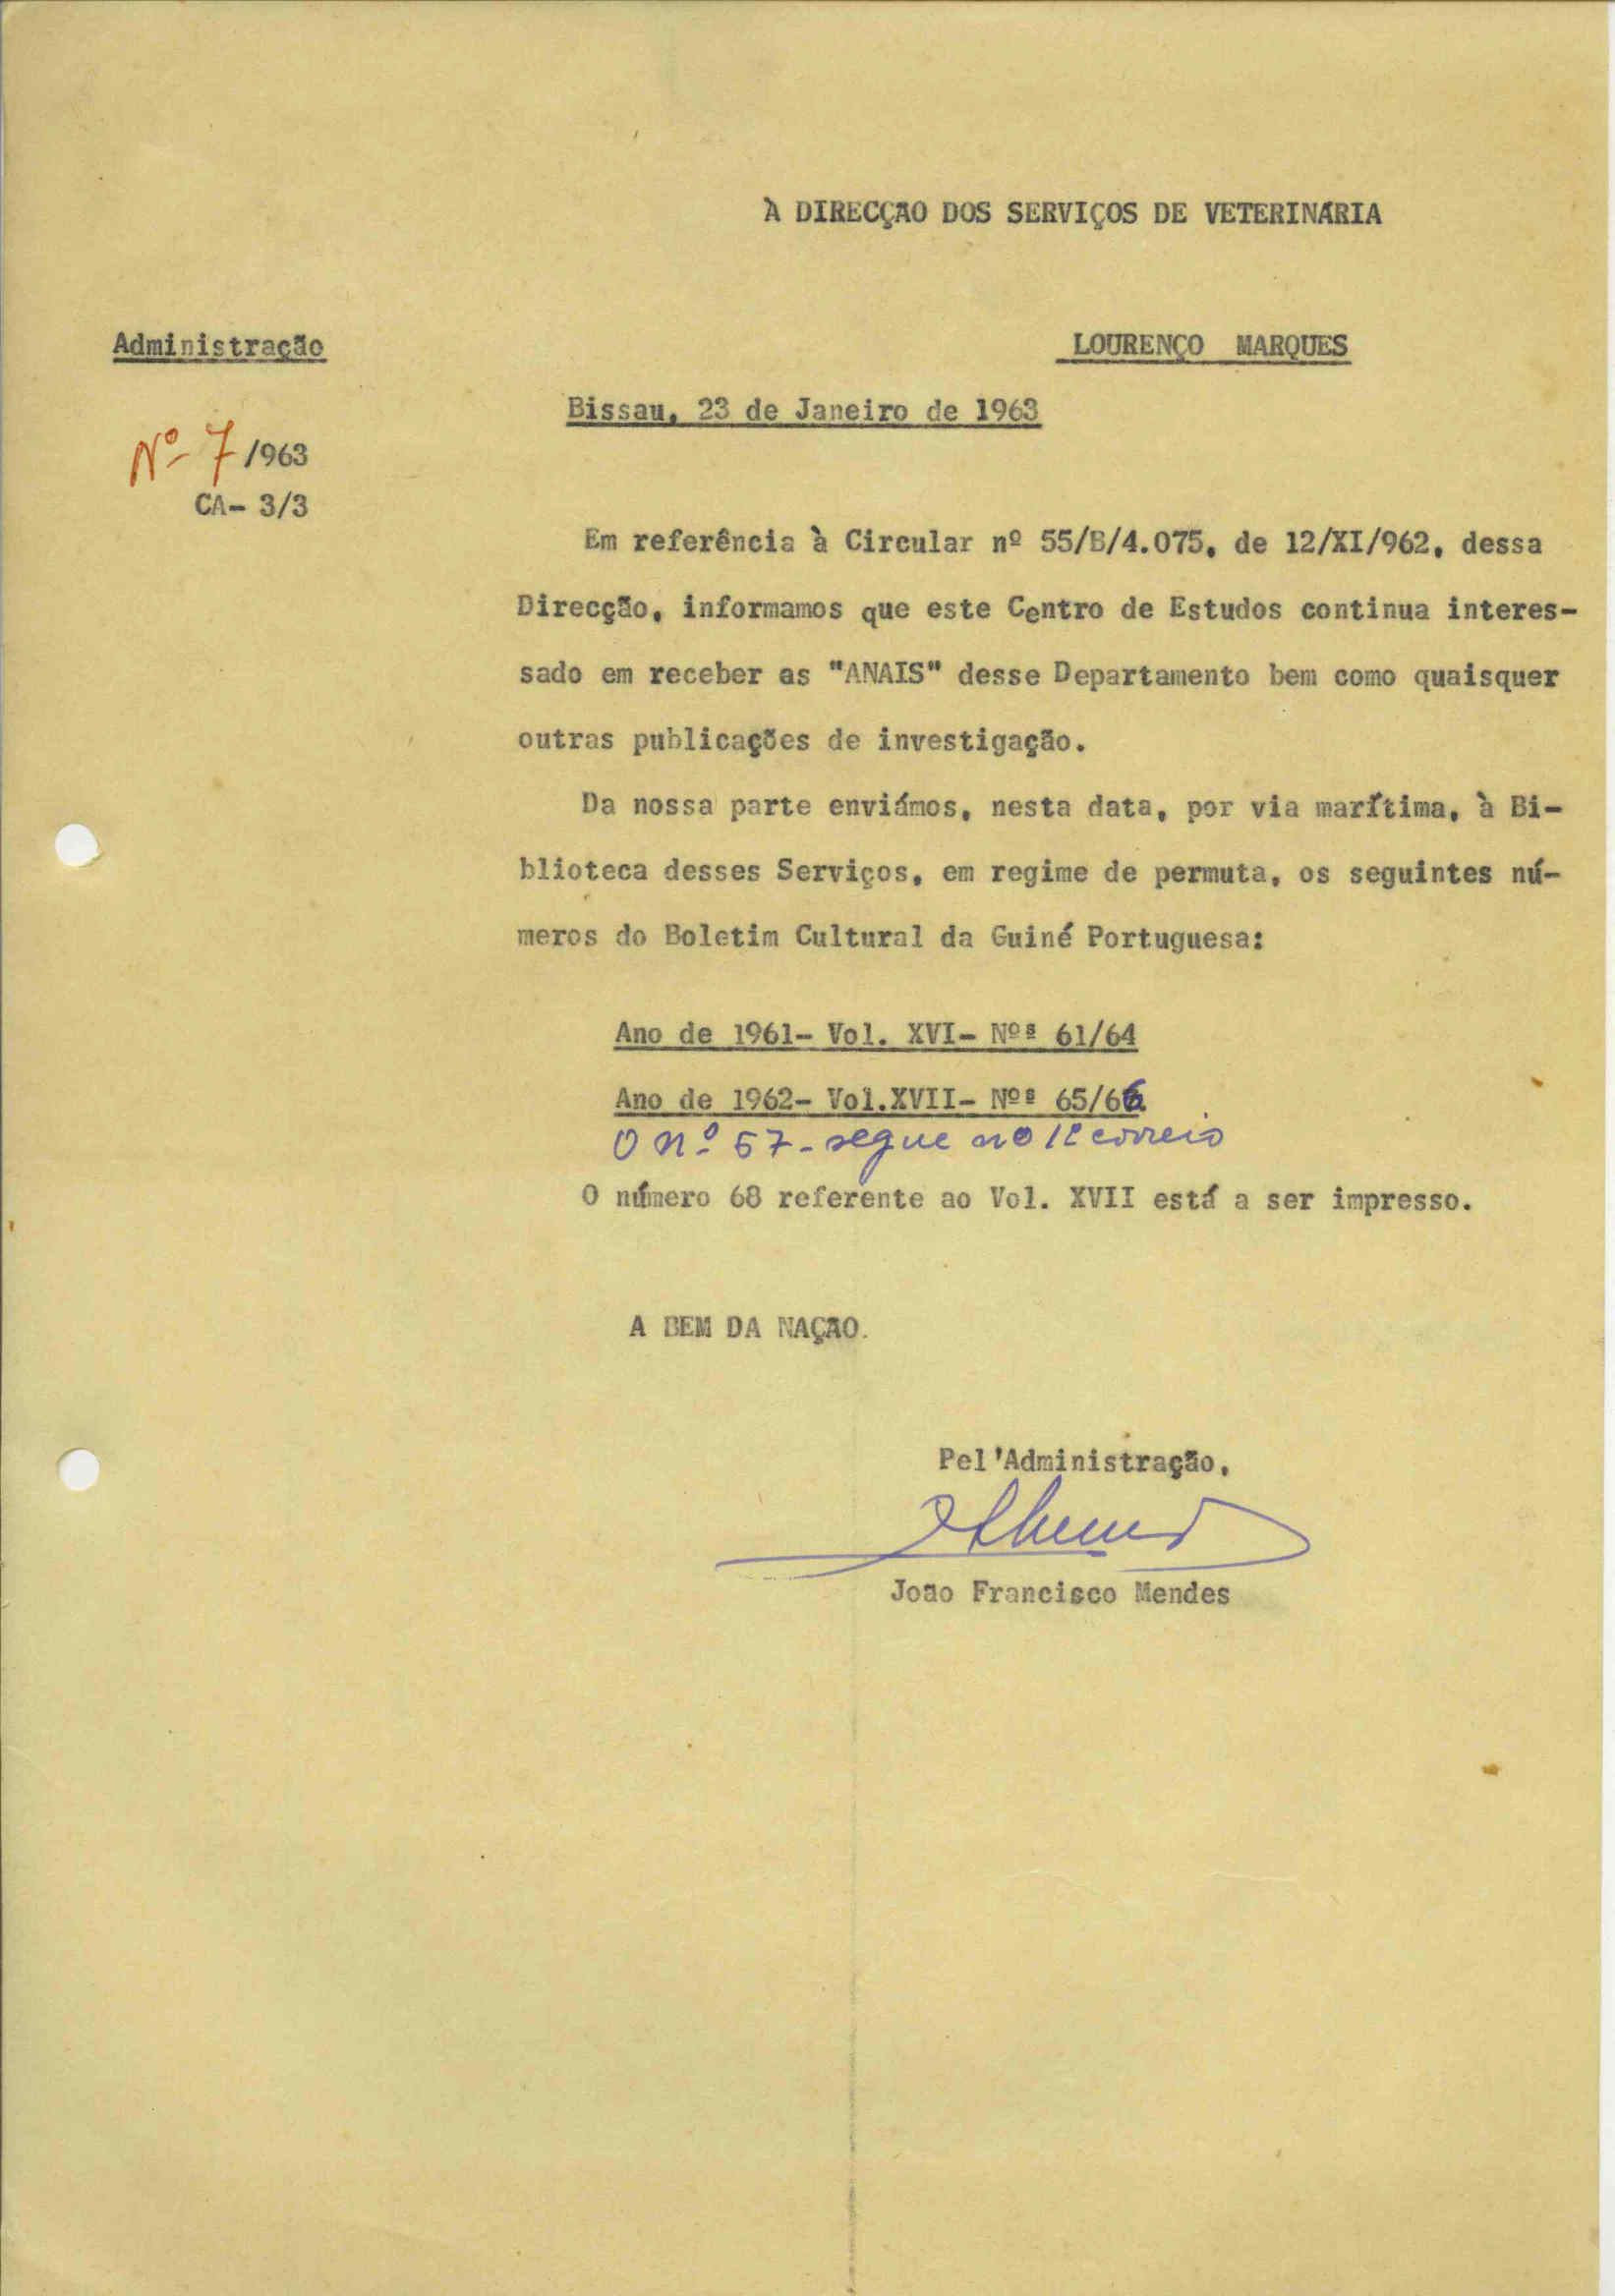 À DIRECÇÃO DOS SERVIÇOS DE VETERINÁRIA
Administração
LOURENÇO MARQUES
Bissau, 23 de Janeiro de 1963
Nº 7/963
CA- 3/3
Em referência à Circular nº 55/B/4.075, de 12/XI/962, dessa
Direcção, informamos que este Centro de Estudos continua interes-
sado em receber as "ANAIS" desse Departamento bem como quaisquer
outras publicações de investigação.
Da nossa parte enviámos, nesta data, por via marítima, à Bi-
blioteca desses Serviços, em regime de permuta, os seguintes nú-
meros do Boletim Cultural da Guiné Portuguesa:
Ano de 1961- Vol. XVI- Nºs 61/64
Ano de 1962- Vol.XVII- Nºs 65/66
O nº 67 - segue no 1º correio
O número 68 referente ao Vol. XVII está a ser impresso.
A BEM DA NAÇÃO.
Pel'Administração,
João Francisco Mendes